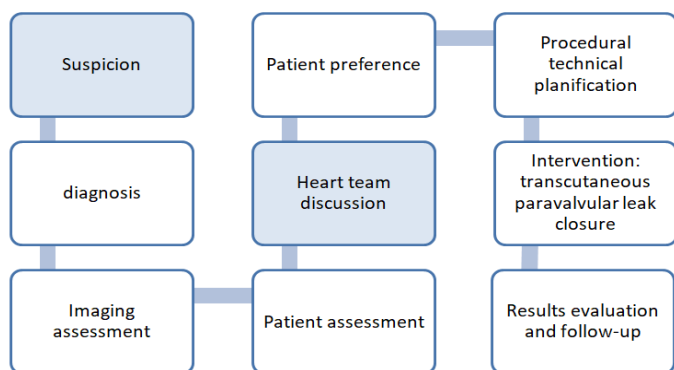 Suspicion
diagnosis
Imaging
assessment
Patient assessment
Heart team
discussion
Patient preference
Procedural
technical
planification
Intervention:
transcutaneous
paravalvular leak
closure
Results evaluation
and follow-up